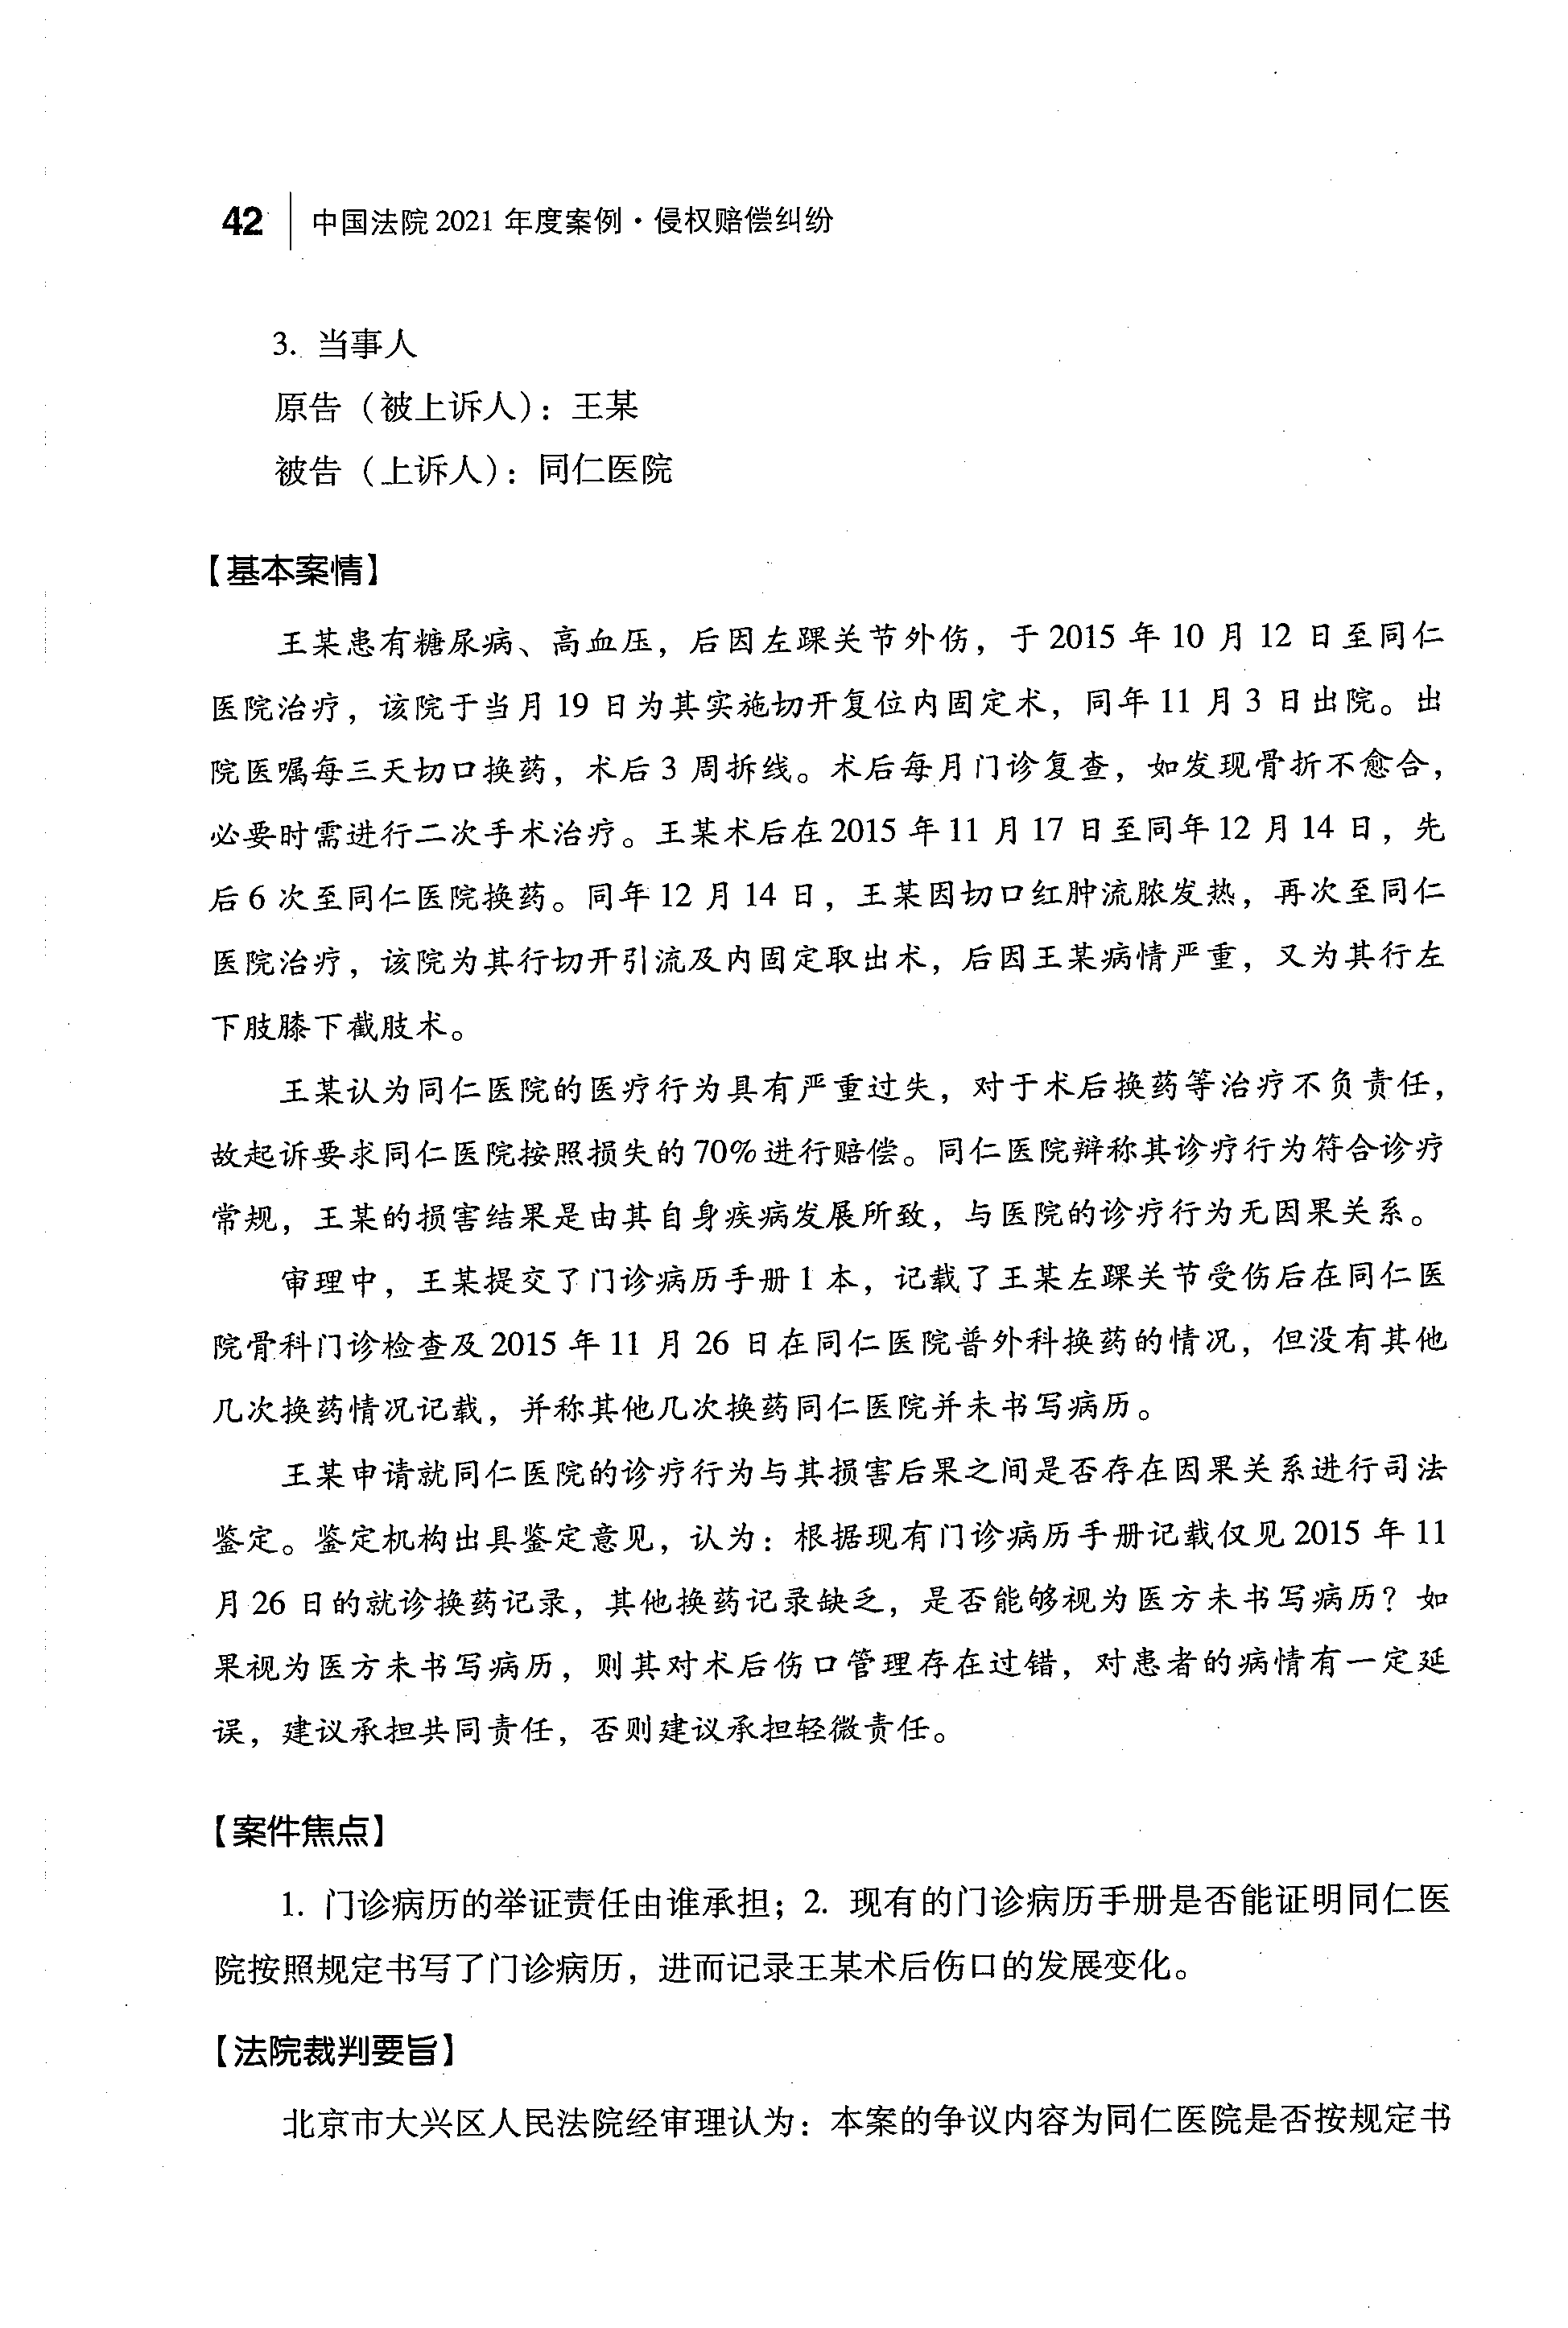 42 中国法院2021年度案例·侵权赔偿纠纷
3. 当事人
原告（被上诉人）：王某
被告（上诉人）：同仁医院
【基本案情】
王某患有糖尿病、高血压，后因左踝关节外伤，于2015年10月12日至同仁
医院治疗，该院于当月19日为其实施切开复位内固定术，同年11月3日出院。出
院医嘱每三天切口换药，术后3周拆线。术后每月门诊复查，如发现骨折不愈合，
必要时需进行二次手术治疗。王某术后在2015年11月17日至同年12月14日，先
后6次至同仁医院换药。同年12月14日，王某因切口红肿流脓发热，再次至同仁
医院治疗，该院为其行切开引流及内固定取出术，后因王某病情严重，又为其行左
下肢膝下截肢术。
王某认为同仁医院的医疗行为具有严重过失，对于术后换药等治疗不负责任，
故起诉要求同仁医院按照损失的70%进行赔偿。同仁医院辩称其诊疗行为符合诊疗
常规，王某的损害结果是由其自身疾病发展所致，与医院的诊疗行为无因果关系。
审理中，王某提交了门诊病历手册1本，记载了王某左踝关节受伤后在同仁医
院骨科门诊检查及2015年11月26日在同仁医院普外科换药的情况，但没有其他
几次换药情况记载，并称其他几次换药同仁医院并未书写病历。
王某申请就同仁医院的诊疗行为与其损害后果之间是否存在因果关系进行司法
鉴定。鉴定机构出具鉴定意见，认为：根据现有门诊病历手册记载仅见2015年11
月26日的就诊换药记录，其他换药记录缺乏，是否能够视为医方未书写病历？如
果视为医方未书写病历，则其对术后伤口管理存在过错，对患者的病情有一定延
误，建议承担共同责任，否则建议承担轻微责任。
【案件焦点】
1. 门诊病历的举证责任由谁承担；2. 现有的门诊病历手册是否能证明同仁医
院按照规定书写了门诊病历，进而记录王某术后伤口的发展变化。
【法院裁判要旨】
北京市大兴区人民法院经审理认为：本案的争议内容为同仁医院是否按规定书